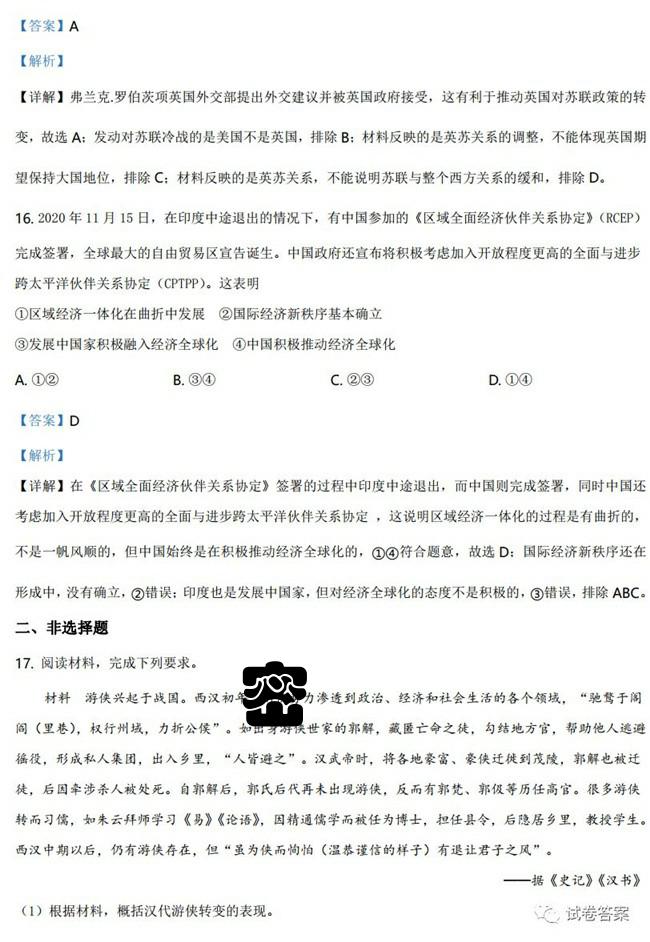 【答案】A
【解析】
【详解】弗兰克.罗伯茨项英国外交部提出外交建议并被英国政府接受，这有利于推动英国对苏联政策的转
变，故选 A；发动对苏联冷战的是美国不是英国，排除 B；材料反映的是英苏关系的调整，不能体现英国期
望保持大国地位，排除 C；材料反映的是英苏关系，不能说明苏联与整个西方关系的缓和，排除 D。
16. 2020 年 11 月 15 日，在印度中途退出的情况下，有中国参加的《区域全面经济伙伴关系协定》（RCEP）
完成签署，全球最大的自由贸易区宣告诞生。中国政府还宣布将积极考虑加入开放程度更高的全面与进步
跨太平洋伙伴关系协定（CPTPP）。这表明
①区域经济一体化在曲折中发展　②国际经济新秩序基本确立
③发展中国家积极融入经济全球化　④中国积极推动经济全球化
A. ①②　B. ③④　C. ②③　D. ①④
【答案】D
【解析】
【详解】在《区域全面经济伙伴关系协定》签署的过程中印度中途退出，而中国则完成签署，同时中国还
考虑加入开放程度更高的全面与进步跨太平洋伙伴关系协定 ，这说明区域经济一体化的过程是有曲折的，
不是一帆风顺的，但中国始终是在积极推动经济全球化的，①④符合题意，故选 D；国际经济新秩序还在
形成中，没有确立，②错误；印度也是发展中国家，但对经济全球化的态度不是积极的，③错误，排除 ABC。
二、非选择题
17. 阅读材料，完成下列要求。
材料　游侠兴起于战国。西汉初年 力渗透到政治、经济和社会生活的各个领域，“驰骛于闾
阎（里巷），权行州域，力折公侯”。如出身游侠世家的郭解，藏匿亡命之徒，勾结地方官，帮助他人逃避
徭役，形成私人集团，出入乡里，“人皆避之”。汉武帝时，将各地豪富、豪侠迁徙到茂陵，郭解也被迁
徙，后因牵涉杀人被处死。自郭解后，郭氏后代再未出现游侠，反而有郭梵、郭伋等历任高官。很多游侠
转而习儒，如朱云拜师学习《易》《论语》，因精通儒学而被任为博士，担任县令，后隐居乡里，教授学生。
西汉中期以后，仍有游侠存在，但“虽为侠而恂恂（温恭谨信的样子）有退让君子之风”。
——据《史记》《汉书》
（1）根据材料，概括汉代游侠转变的表现。
试卷答案